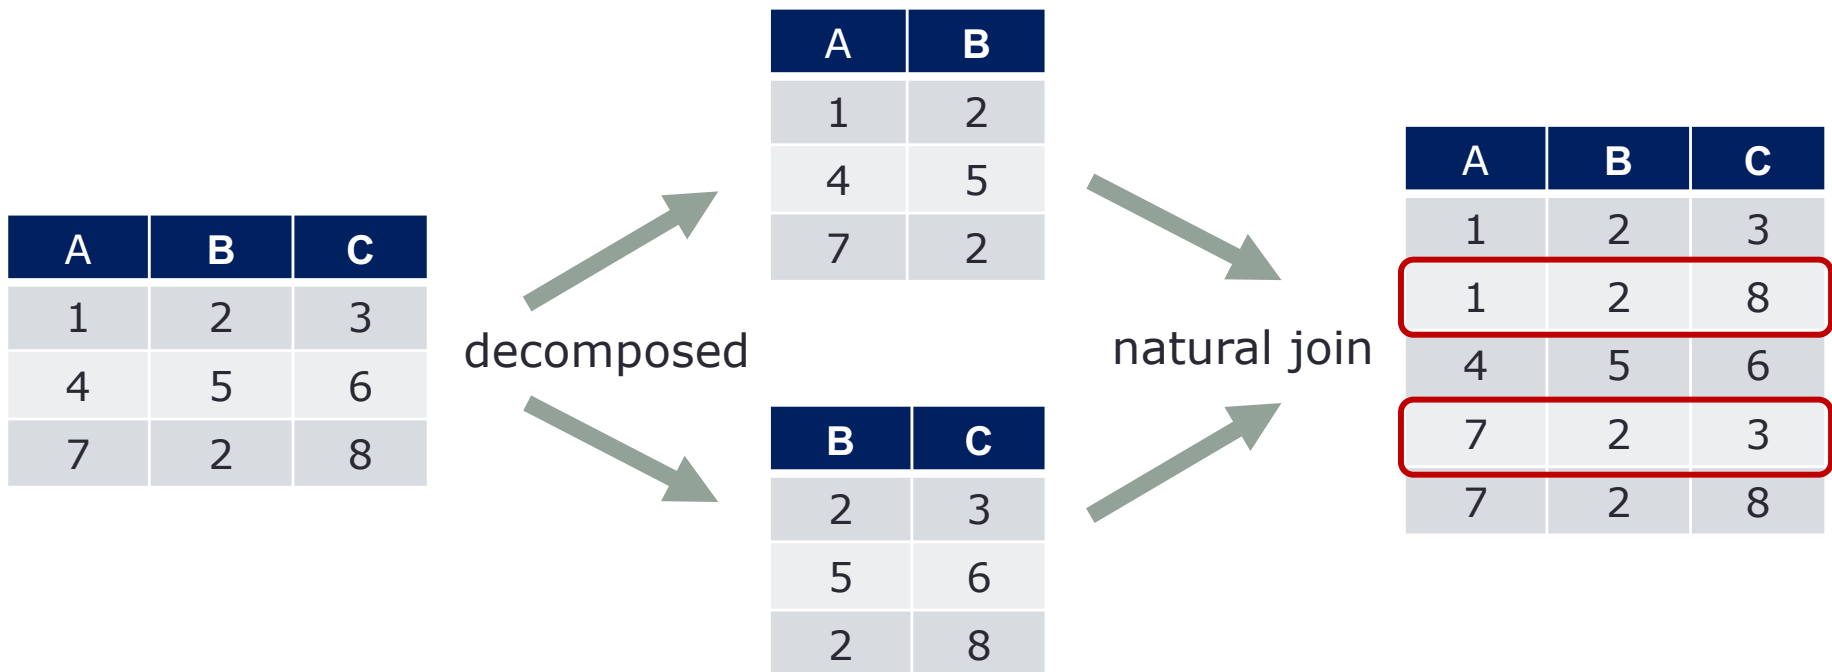 A B C
1 2 3
4 5 6
7 2 8
decomposed
A B
1 2
4 5
7 2
B C
2 3
5 6
2 8
natural join
A B C
1 2 3
1 2 8
4 5 6
7 2 3
7 2 8